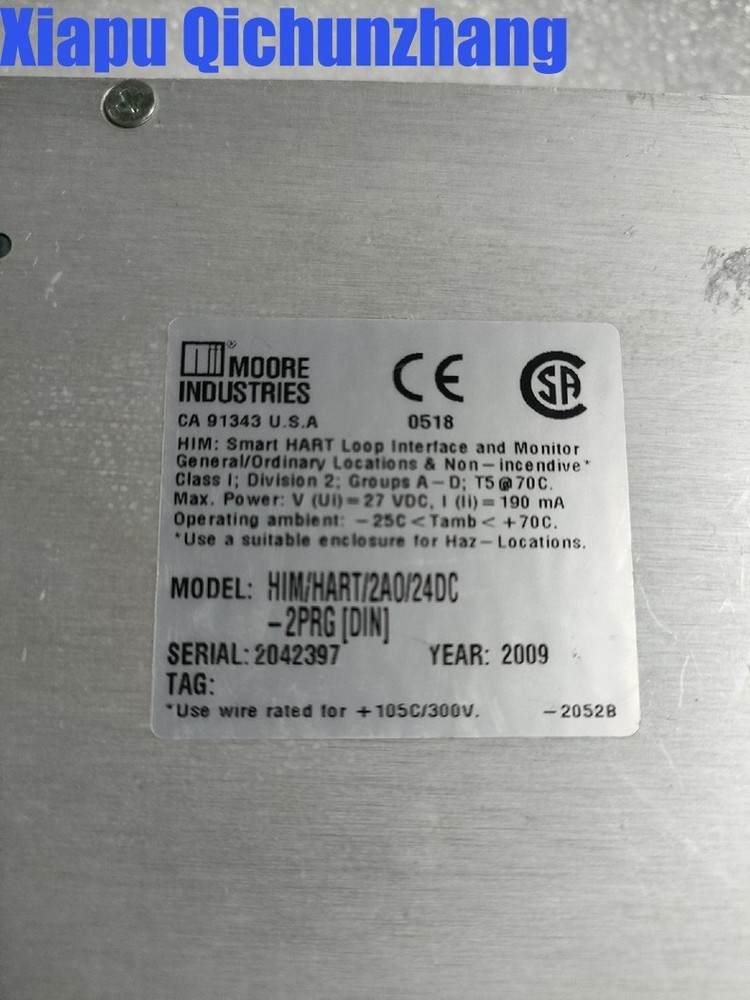 Xiapu Qichunzhang
MOORE
INDUSTRIES
CA 91343 U.S.A
CE
0518
HIM: Smart HART Loop Interface and Monitor
General/Ordinary Locations & Non-incendive*
Class I; Division 2; Groups A-D; T5@70C.
Max. Power: V (Ui)=27 VDC, I (Ii)=190 mA
Operating ambient: -25C<Tamb<+70C.
*Use a suitable enclosure for Haz-Locations.
MODEL: HIM/HART/2AO/24DC
-2PRG [DIN]
SERIAL: 2042397 YEAR: 2009
TAG:
*Use wire rated for +105C/300V. -2052B